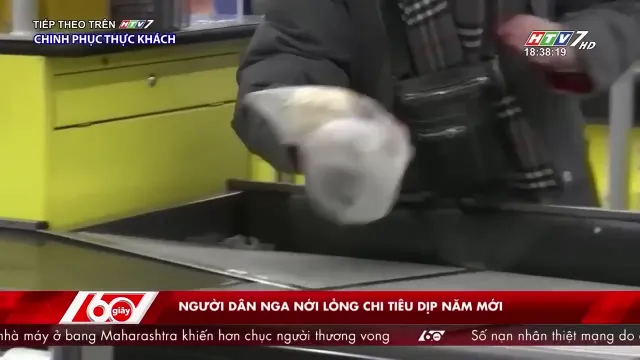 TIẾP THEO TRÊN HTV7
CHINH PHỤC THỰC KHÁCH
HTV7 HD
18:38:19
60 giây
NGƯỜI DÂN NGA NỚI LỎNG CHI TIÊU DỊP NĂM MỚI
nhà máy ở bang Maharashtra khiến hơn chục người thương vong 60 Số nạn nhân thiệt mạng do